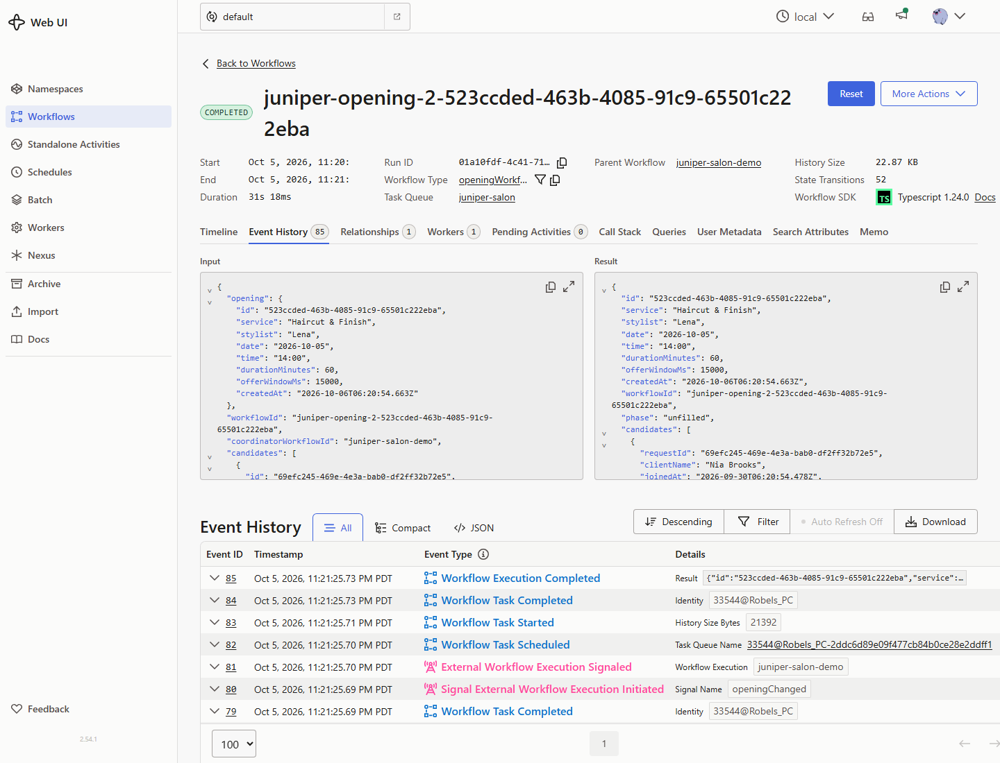 Web UI
default
local
Namespaces
Workflows
Standalone Activities
Schedules
Batch
Workers
Nexus
Archive
Import
Docs
Feedback
2.54.1
Back to Workflows
COMPLETED
juniper-opening-2-523ccded-463b-4085-91c9-65501c22
2eba
Reset
More Actions
Start Oct 5, 2026, 11:20:
End Oct 5, 2026, 11:21:
Duration 31s 18ms
Run ID 01a10fdf-4c41-71…
Workflow Type openingWorkf…
Task Queue juniper-salon
Parent Workflow juniper-salon-demo
History Size 22.87 KB
State Transitions 52
Workflow SDK TS Typescript 1.24.0 Docs
Timeline Event History 85 Relationships 1 Workers 1 Pending Activities 0 Call Stack Queries User Metadata Search Attributes Memo
Input
{
"opening": {
"id": "523ccded-463b-4085-91c9-65501c222eba",
"service": "Haircut & Finish",
"stylist": "Lena",
"date": "2026-10-05",
"time": "14:00",
"durationMinutes": 60,
"offerWindowMs": 15000,
"createdAt": "2026-10-06T06:20:54.663Z"
},
"workflowId": "juniper-opening-2-523ccded-463b-4085-91c9-
65501c222eba",
"coordinatorWorkflowId": "juniper-salon-demo",
"candidates": [
{
"id": "69efc245-469e-4e3a-bab0-df2ff32b72e5",
Result
{
"id": "523ccded-463b-4085-91c9-65501c222eba",
"service": "Haircut & Finish",
"stylist": "Lena",
"date": "2026-10-05",
"time": "14:00",
"durationMinutes": 60,
"offerWindowMs": 15000,
"createdAt": "2026-10-06T06:20:54.663Z",
"workflowId": "juniper-opening-2-523ccded-463b-4085-91c9-
65501c222eba",
"phase": "unfilled",
"candidates": [
{
"requestId": "69efc245-469e-4e3a-bab0-df2ff32b72e5",
"clientName": "Nia Brooks",
"joinedAt": "2026-09-30T06:20:54.478Z",
Event History
All
Compact
JSON
Descending
Filter
Auto Refresh Off
Download
Event ID Timestamp Event Type Details
85 Oct 5, 2026, 11:21:25.73 PM PDT Workflow Execution Completed Result {"id":"523ccded-463b-4085-91c9-65501c222eba","service":…
84 Oct 5, 2026, 11:21:25.73 PM PDT Workflow Task Completed Identity 33544@Robels_PC
83 Oct 5, 2026, 11:21:25.71 PM PDT Workflow Task Started History Size Bytes 21392
82 Oct 5, 2026, 11:21:25.70 PM PDT Workflow Task Scheduled Task Queue Name 33544@Robels_PC-2ddc6d89e09f477cb84b0ce28e2ddff1
81 Oct 5, 2026, 11:21:25.70 PM PDT External Workflow Execution Signaled Workflow Execution juniper-salon-demo
80 Oct 5, 2026, 11:21:25.69 PM PDT Signal External Workflow Execution Initiated Signal Name openingChanged
79 Oct 5, 2026, 11:21:25.69 PM PDT Workflow Task Completed Identity 33544@Robels_PC
100
1